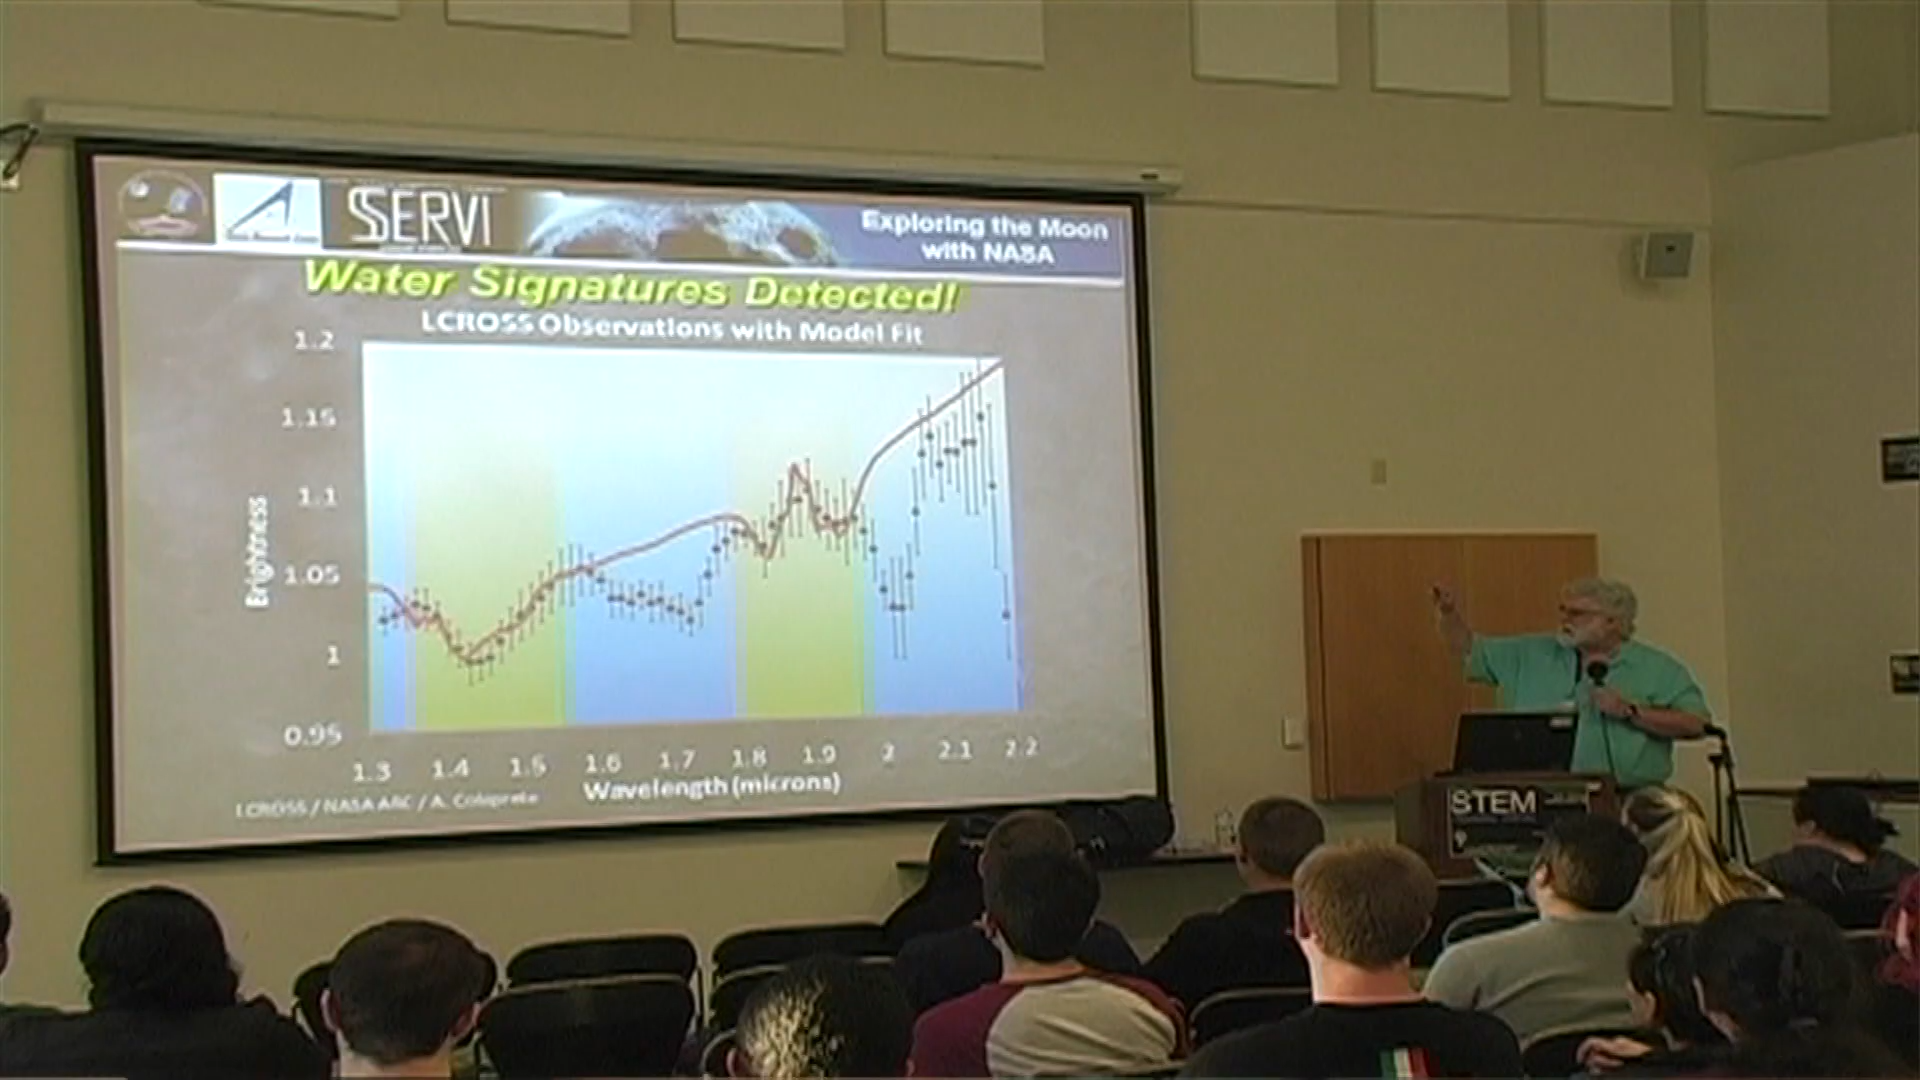 SSERVI
Exploring the Moon
with NASA
Water Signatures Detected!
LCROSS Observations with Model Fit
1.2
1.15
1.1
1.05
1
0.95
Brightness
1.3 1.4 1.5 1.6 1.7 1.8 1.9 2 2.1 2.2
Wavelength (microns)
LCROSS / NASA ARC / A. Colaprete
STEM